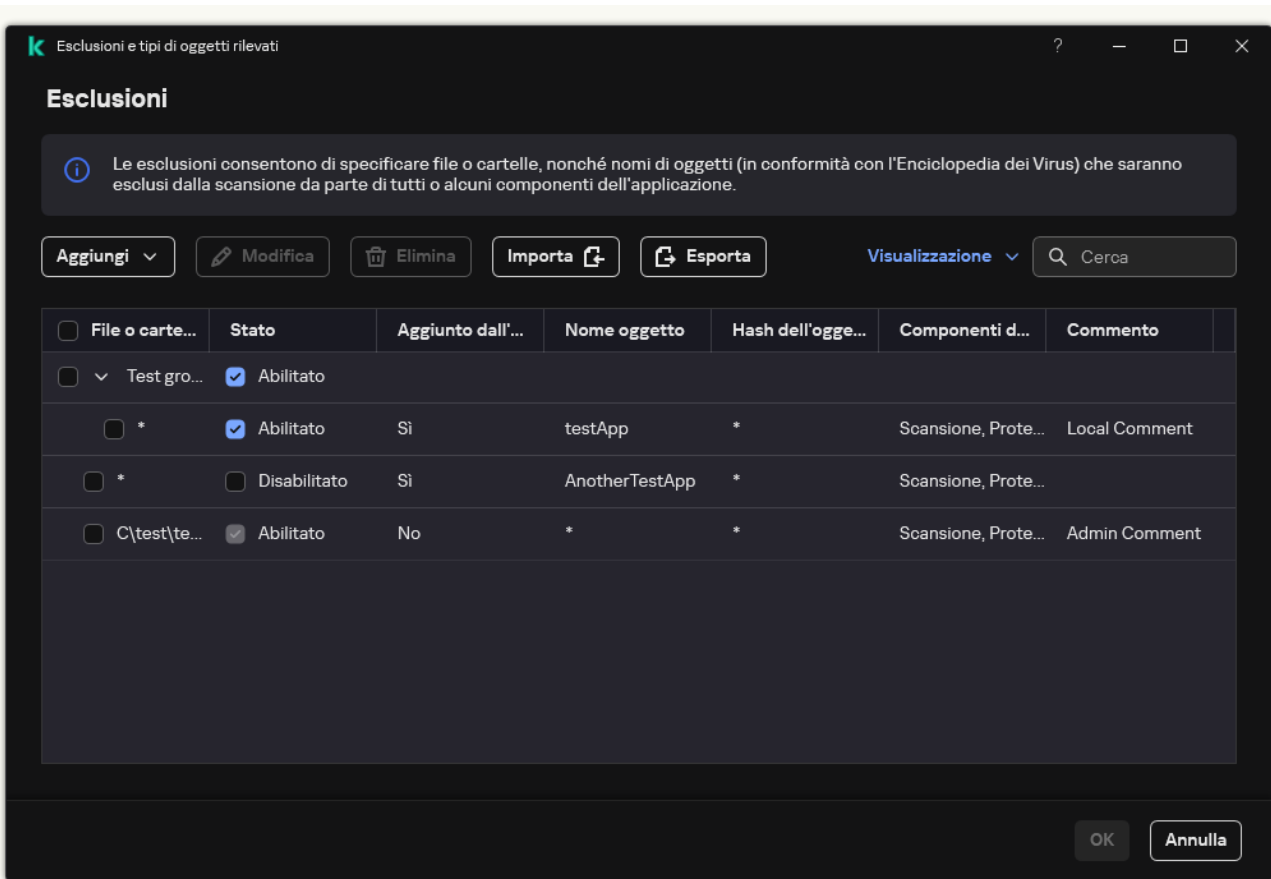 Esclusioni e tipi di oggetti rilevati
Esclusioni
Le esclusioni consentono di specificare file o cartelle, nonché nomi di oggetti (in conformità con l'Enciclopedia dei Virus) che saranno
esclusi dalla scansione da parte di tutti o alcuni componenti dell'applicazione.
Aggiungi Modifica Elimina Importa Esporta Visualizzazione Cerca
File o carte... Stato Aggiunto dall'... Nome oggetto Hash dell'ogge... Componenti d... Commento
Test gro... Abilitato
* Abilitato Sì testApp * Scansione, Prote... Local Comment
* Disabilitato Sì AnotherTestApp * Scansione, Prote...
C\test\te... Abilitato No * * Scansione, Prote... Admin Comment
OK Annulla